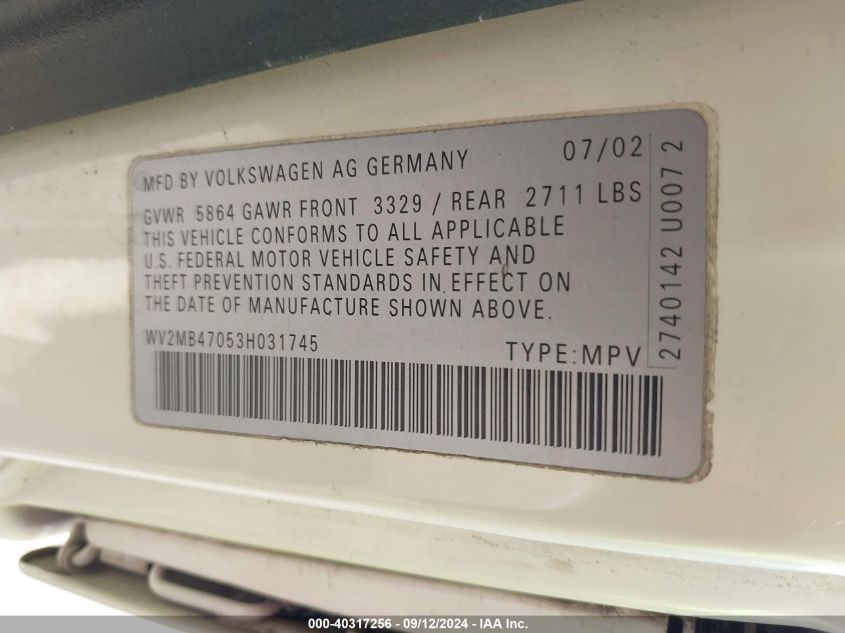 MFD BY VOLKSWAGEN AG GERMANY 07/02
GVWR 5864 GAWR FRONT 3329 / REAR 2711 LBS
THIS VEHICLE CONFORMS TO ALL APPLICABLE
U.S. FEDERAL MOTOR VEHICLE SAFETY AND
THEFT PREVENTION STANDARDS IN EFFECT ON
THE DATE OF MANUFACTURE SHOWN ABOVE.
WV2MB47053H031745 TYPE:MPV
2740142 U007 2
000-40317256 - 09/12/2024 - IAA Inc.